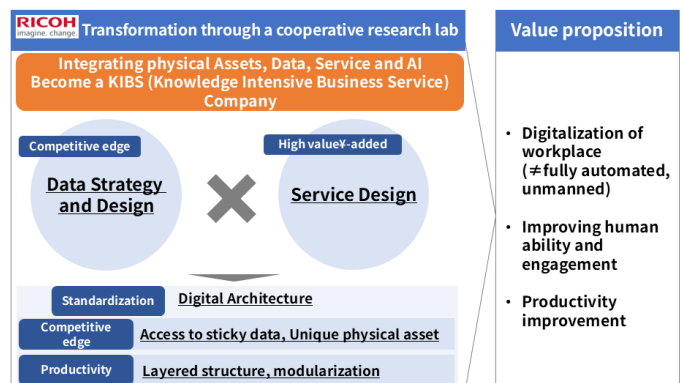 RICOH
imagine. change.
Transformation through a cooperative research lab
Integrating physical Assets, Data, Service and AI
Become a KIBS (Knowledge Intensive Business Service)
Company
Competitive edge
Data Strategy
and Design
High value¥-added
Service Design
Standardization
Digital Architecture
Competitive
edge
Access to sticky data, Unique physical asset
Productivity
Layered structure, modularization
Value proposition
• Digitalization of
workplace
(≠fully automated,
unmanned)
• Improving human
ability and
engagement
• Productivity
improvement